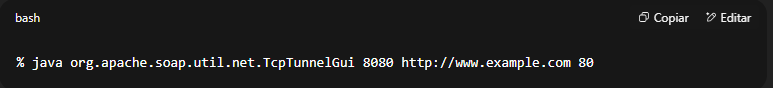 bash
Copiar
Editar
% java org.apache.soap.util.net.TcpTunnelGui 8080 http://www.example.com 80